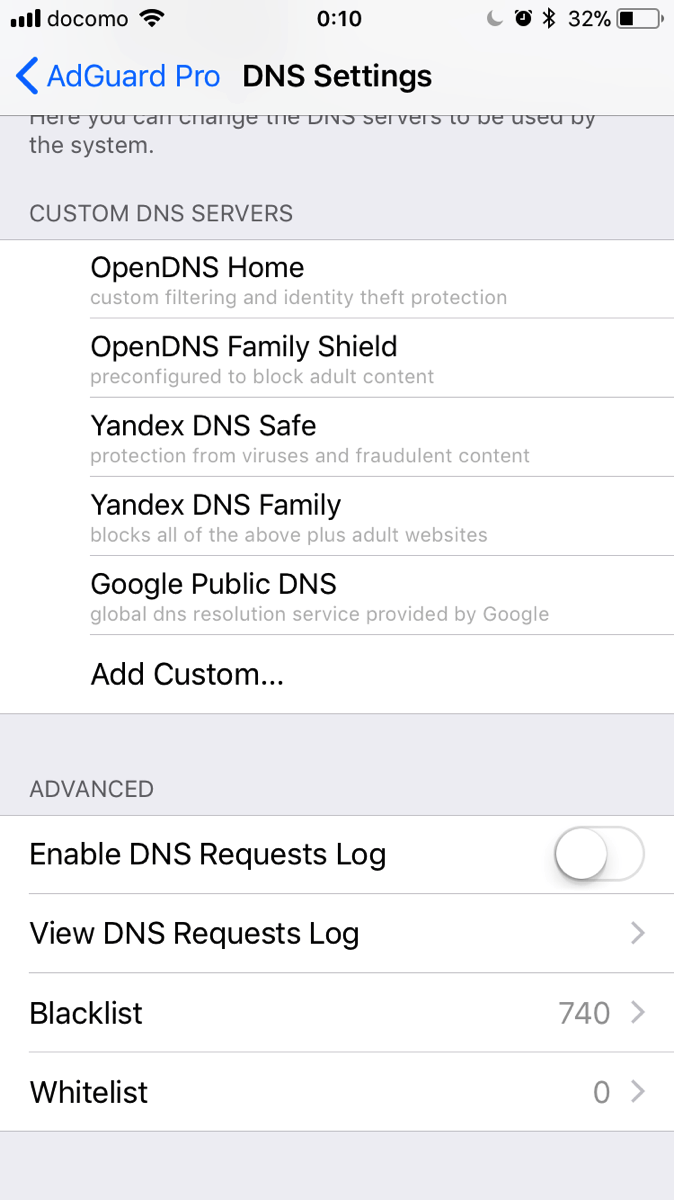 docomo 0:10 32%
AdGuard Pro DNS Settings
Here you can change the DNS servers to be used by
the system.
CUSTOM DNS SERVERS
OpenDNS Home
custom filtering and identity theft protection
OpenDNS Family Shield
preconfigured to block adult content
Yandex DNS Safe
protection from viruses and fraudulent content
Yandex DNS Family
blocks all of the above plus adult websites
Google Public DNS
global dns resolution service provided by Google
Add Custom...
ADVANCED
Enable DNS Requests Log
View DNS Requests Log
Blacklist 740
Whitelist 0